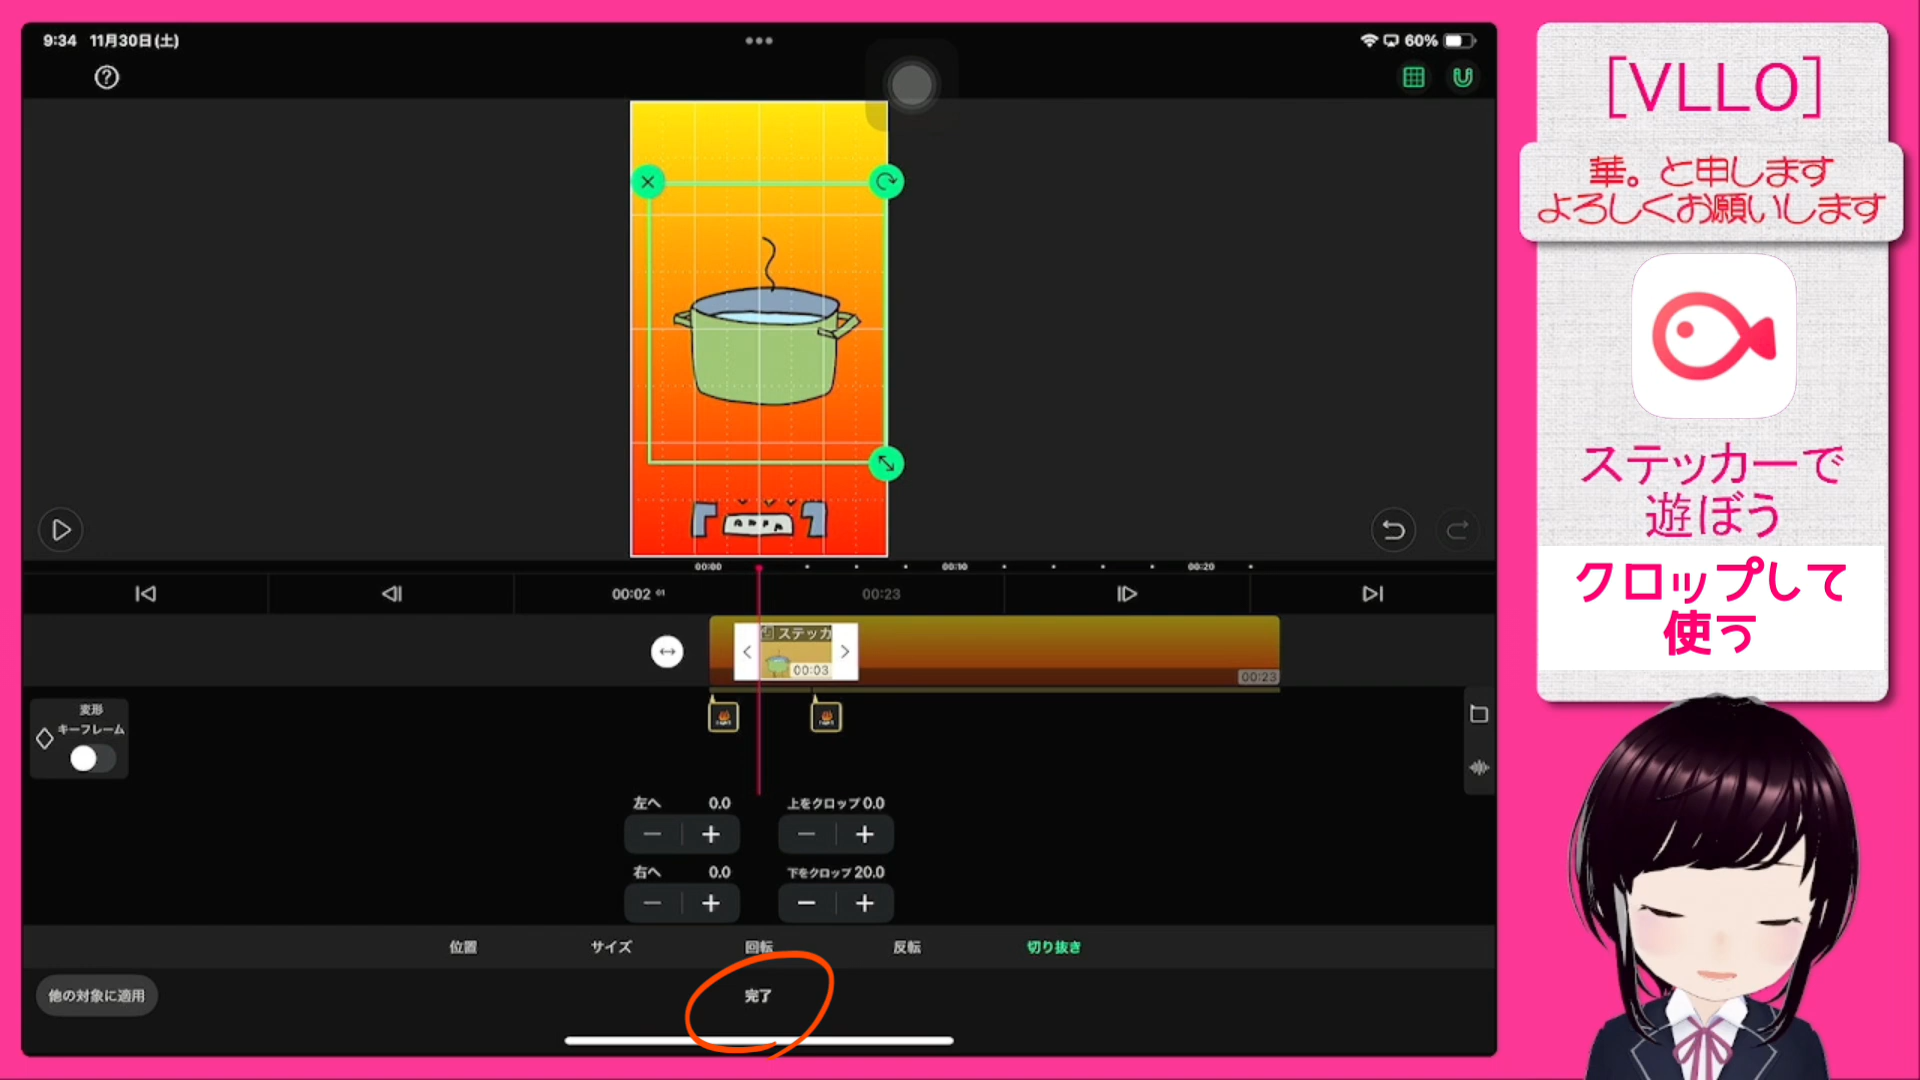 9:34 11月30日(土)
60%
00:00
00:10
00:20
00:02 01
00:23
ステッカ
00:03
00:23
変形
キーフレーム
左へ 0.0
上をクロップ 0.0
右へ 0.0
下をクロップ 20.0
位置
サイズ
回転
反転
切り抜き
他の対象に適用
完了
[VLLO]
華。と申します
よろしくお願いします
ステッカーで
遊ぼう
クロップして
使う